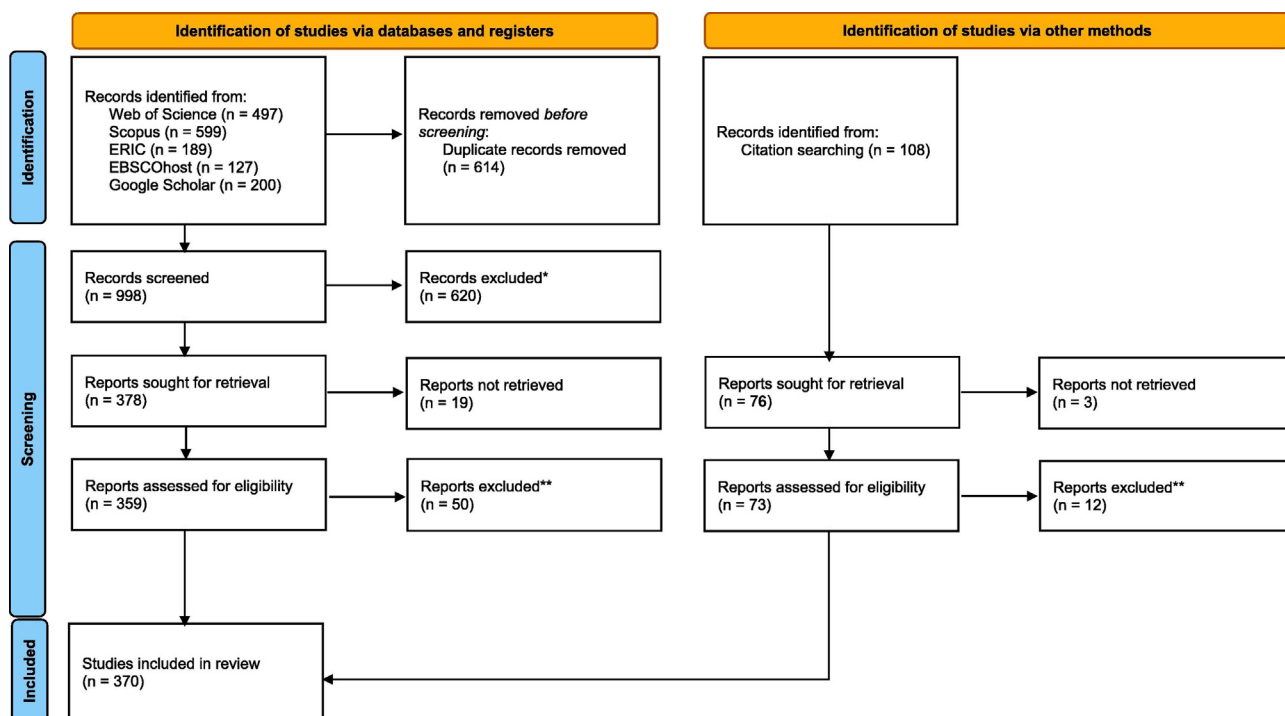 Identification of studies via databases and registers
Identification of studies via other methods
Identification
Records identified from:
Web of Science (n = 497)
Scopus (n = 599)
ERIC (n = 189)
EBSCOhost (n = 127)
Google Scholar (n = 200)
Records removed before
screening:
Duplicate records removed
(n = 614)
Records identified from:
Citation searching (n = 108)
Screening
Records screened
(n = 998)
Records excluded*
(n = 620)
Reports sought for retrieval
(n = 378)
Reports not retrieved
(n = 19)
Reports sought for retrieval
(n = 76)
Reports not retrieved
(n = 3)
Reports assessed for eligibility
(n = 359)
Reports excluded**
(n = 50)
Reports assessed for eligibility
(n = 73)
Reports excluded**
(n = 12)
Included
Studies included in review
(n = 370)